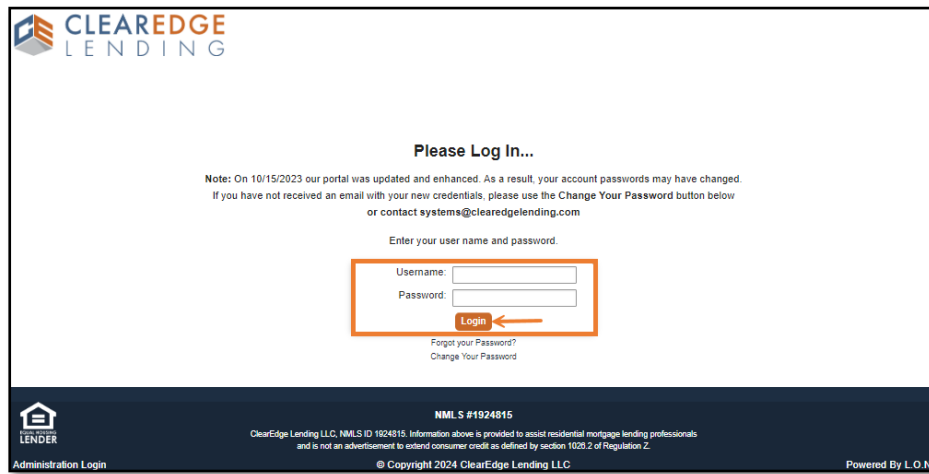 CLEAREDGE
LENDING
Please Log In...
Note: On 10/15/2023 our portal was updated and enhanced. As a result, your account passwords may have changed.
If you have not received an email with your new credentials, please use the Change Your Password button below
or contact systems@clearedgelending.com
Enter your user name and password.
Username:
Password:
Login
Forgot your Password?
Change Your Password
NMLS #1924815
EQUAL HOUSING
LENDER
ClearEdge Lending LLC, NMLS ID 1924815. Information above is provided to assist residential mortgage lending professionals
and is not an advertisement to extend consumer credit as defined by section 1026.2 of Regulation Z.
Administration Login
© Copyright 2024 ClearEdge Lending LLC
Powered By L.O.N